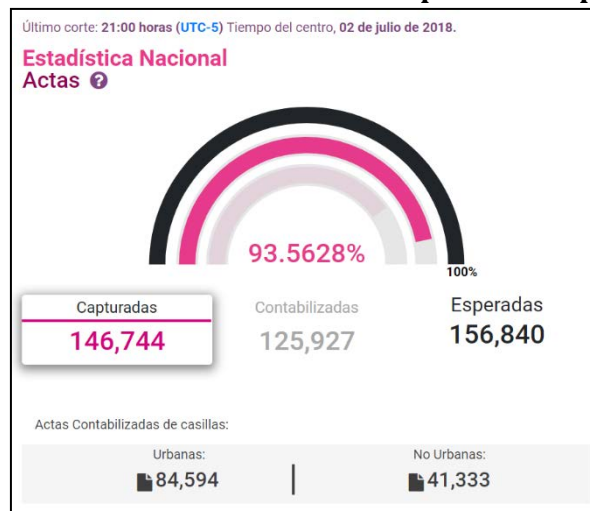 Último corte: 21:00 horas (UTC-5) Tiempo del centro, 02 de julio de 2018.
Estadística Nacional
Actas ?
93.5628%
100%
Capturadas
146,744
Contabilizadas
125,927
Esperadas
156,840
Actas Contabilizadas de casillas:
Urbanas:
84,594
No Urbanas:
41,333